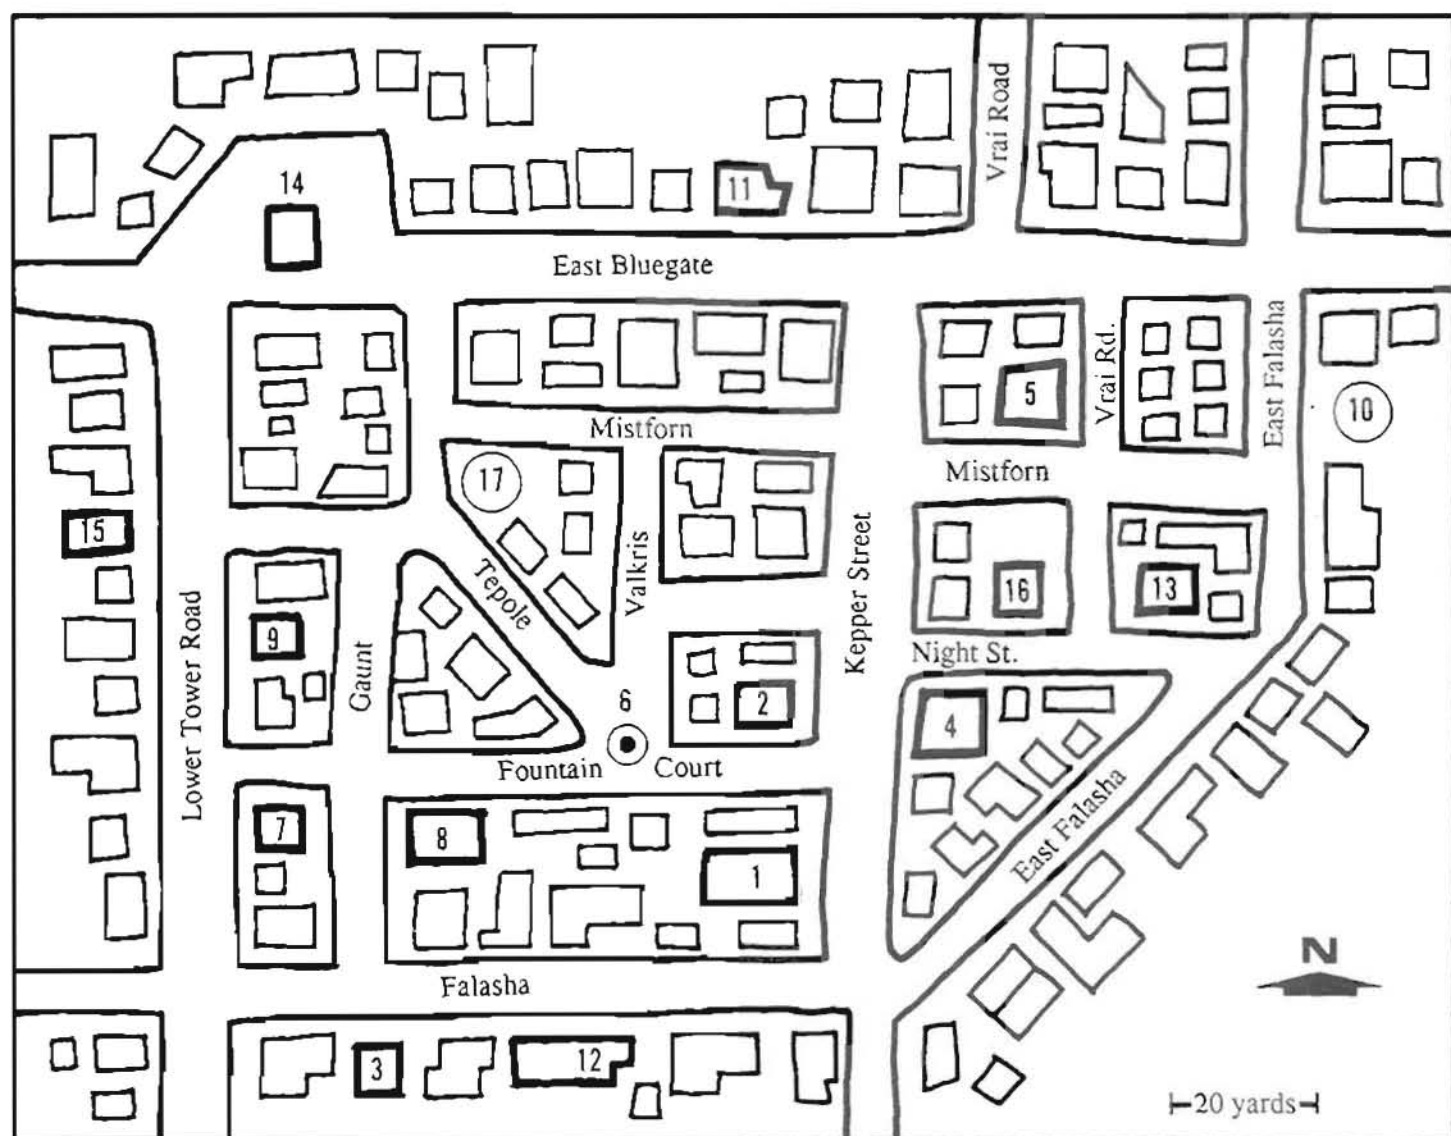 14
11
Vrai Road
East Bluegate
5
Vrai Rd.
East Falasha
10
Mistforn
Mistforn
17
15
Valkris
Tepole
Kepper Street
16
13
9
Lower Tower Road
Gaunt
Night St.
6
2
4
Fountain Court
7
8
1
East Falasha
N
Falasha
3
12
20 yards